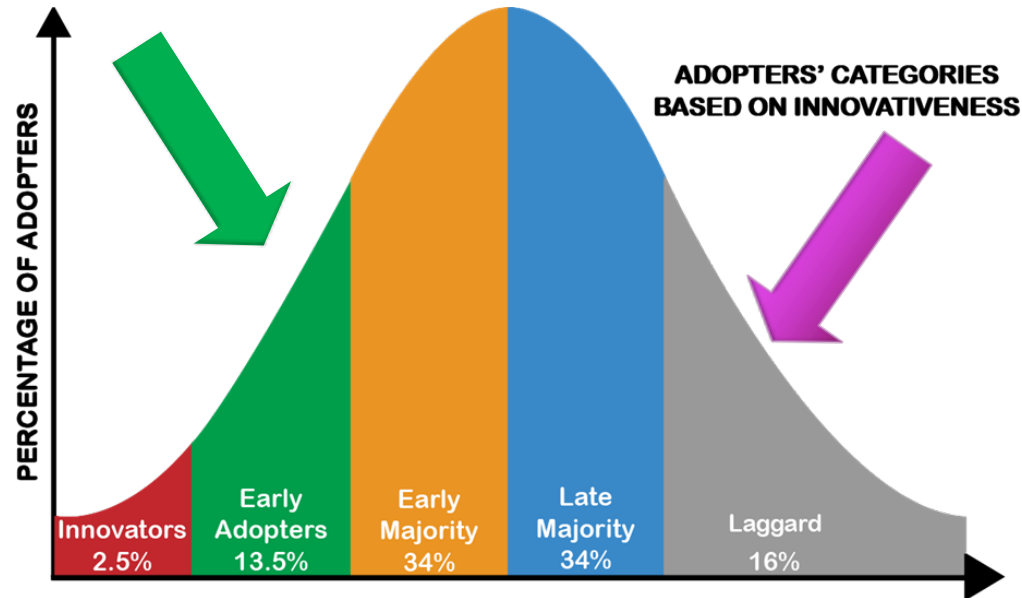 ADOPTERS' CATEGORIES
BASED ON INNOVATIVENESS
PERCENTAGE OF ADOPTERS
Innovators
2.5%
Early
Adopters
13.5%
Early
Majority
34%
Late
Majority
34%
Laggard
16%